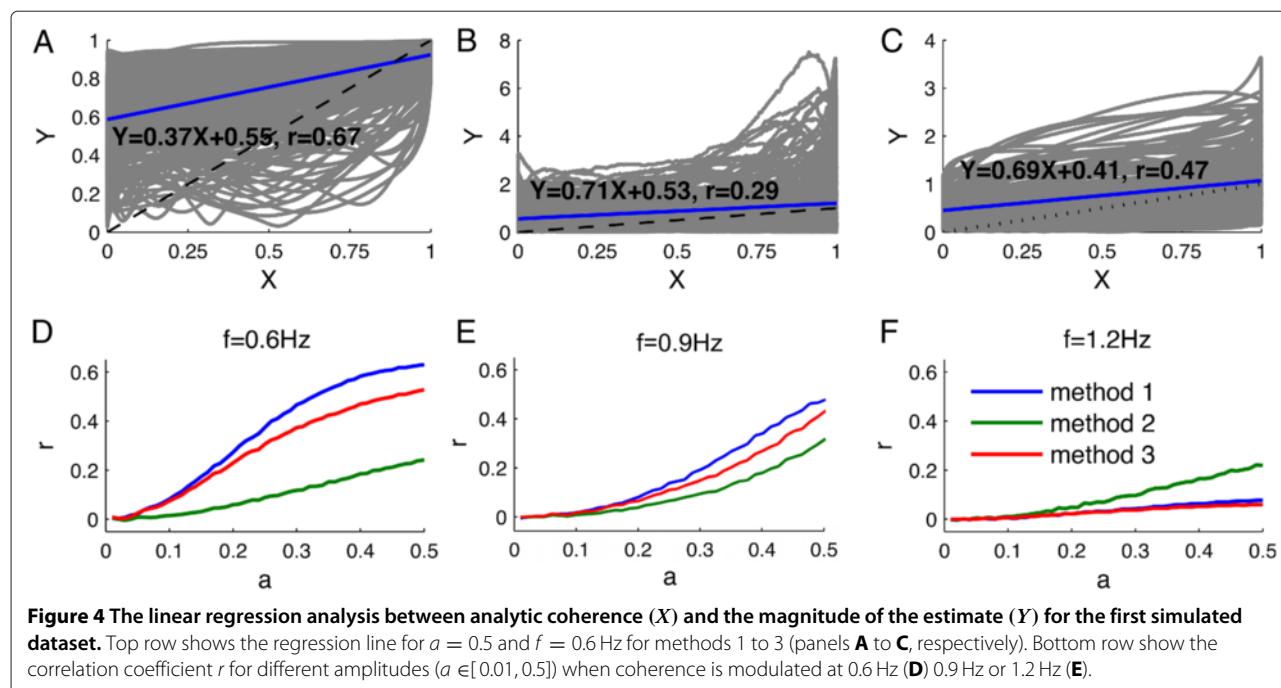 A
B
C
1
0.8
0.6
0.4
0.2
0
Y
Y=0.37X+0.55, r=0.67
0 0.25 0.5 0.75 1
X
8
6
4
2
0
Y
Y=0.71X+0.53, r=0.29
0 0.25 0.5 0.75 1
X
4
3
2
1
0
Y
Y=0.69X+0.41, r=0.47
0 0.25 0.5 0.75 1
X
D
f=0.6Hz
0.6
0.4
0.2
0
r
0 0.1 0.2 0.3 0.4 0.5
a
E
f=0.9Hz
0.6
0.4
0.2
0
r
0 0.1 0.2 0.3 0.4 0.5
a
F
f=1.2Hz
0.6
0.4
0.2
0
r
method 1
method 2
method 3
0 0.1 0.2 0.3 0.4 0.5
a
Figure 4 The linear regression analysis between analytic coherence (X) and the magnitude of the estimate (Y) for the first simulated
dataset. Top row shows the regression line for a = 0.5 and f = 0.6 Hz for methods 1 to 3 (panels A to C, respectively). Bottom row show the
correlation coefficient r for different amplitudes (a ∈[ 0.01, 0.5]) when coherence is modulated at 0.6 Hz (D) 0.9 Hz or 1.2 Hz (E).